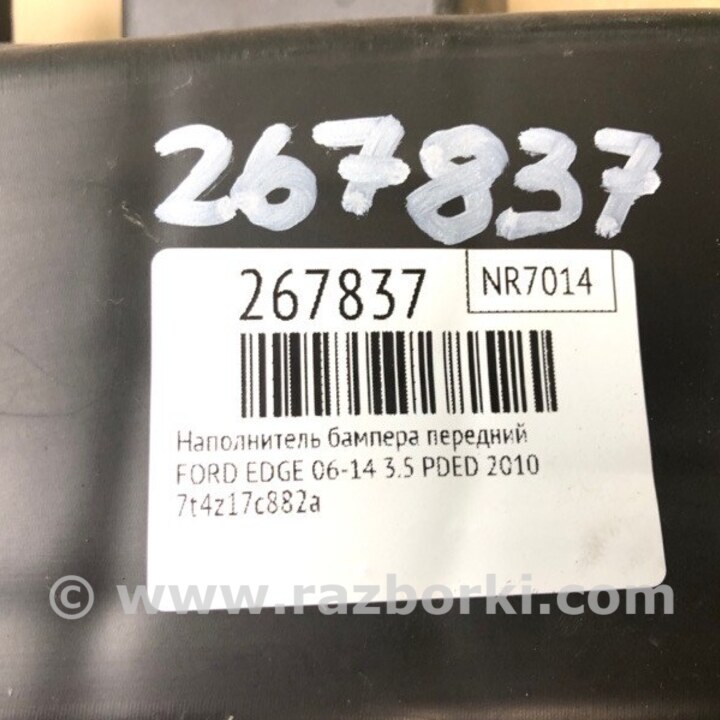 267837
267837
NR7014
Наполнитель бампера передний
FORD EDGE 06-14 3.5 PDED 2010
7t4z17c882a
© www.razborki.com